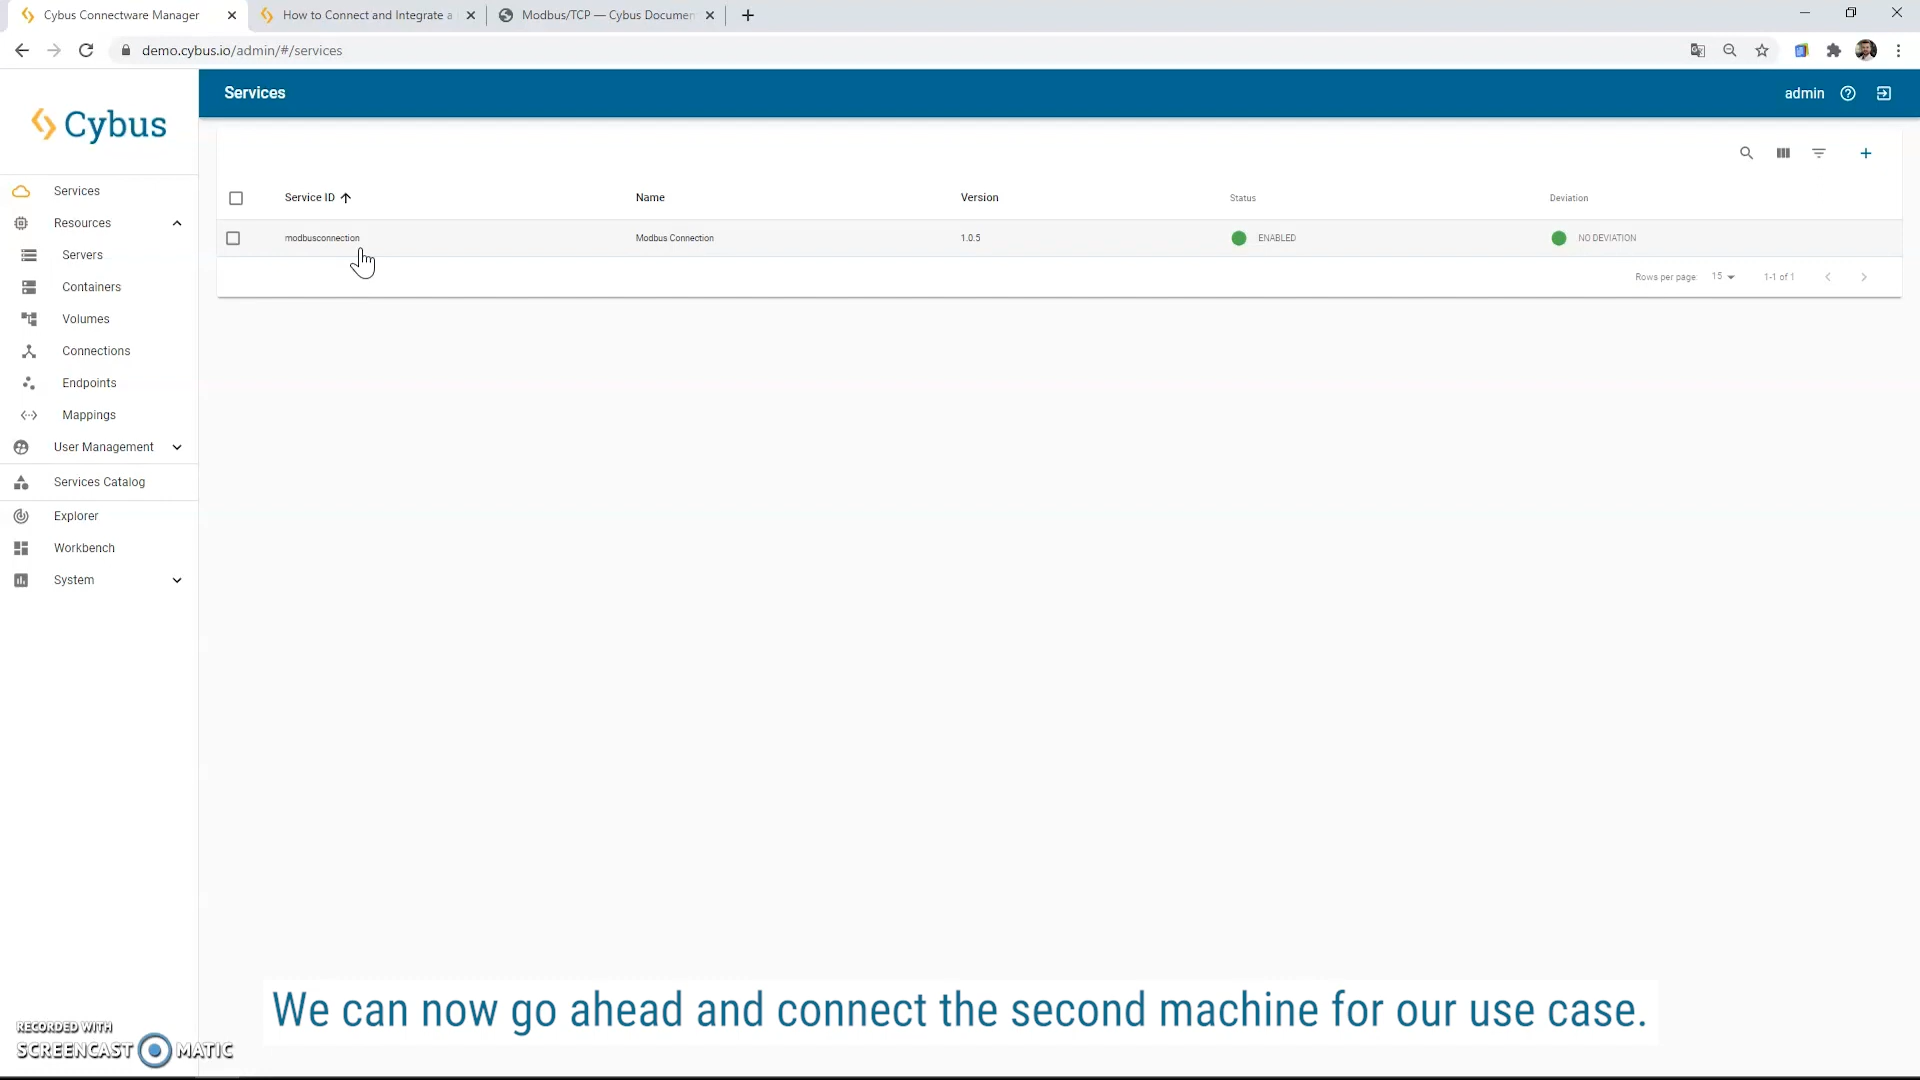 Cybus Connectware Manager
How to Connect and Integrate a
Modbus/TCP — Cybus Documen
demo.cybus.io/admin/#/services
Cybus
Services
admin
Services
Resources
Servers
Containers
Volumes
Connections
Endpoints
Mappings
User Management
Services Catalog
Explorer
Workbench
System
Service ID Name Version Status Deviation
modbusconnection Modbus Connection 1.0.5 ENABLED NO DEVIATION
Rows per page: 15 1-1 of 1
We can now go ahead and connect the second machine for our use case.
RECORDED WITH
SCREENCAST MATIC